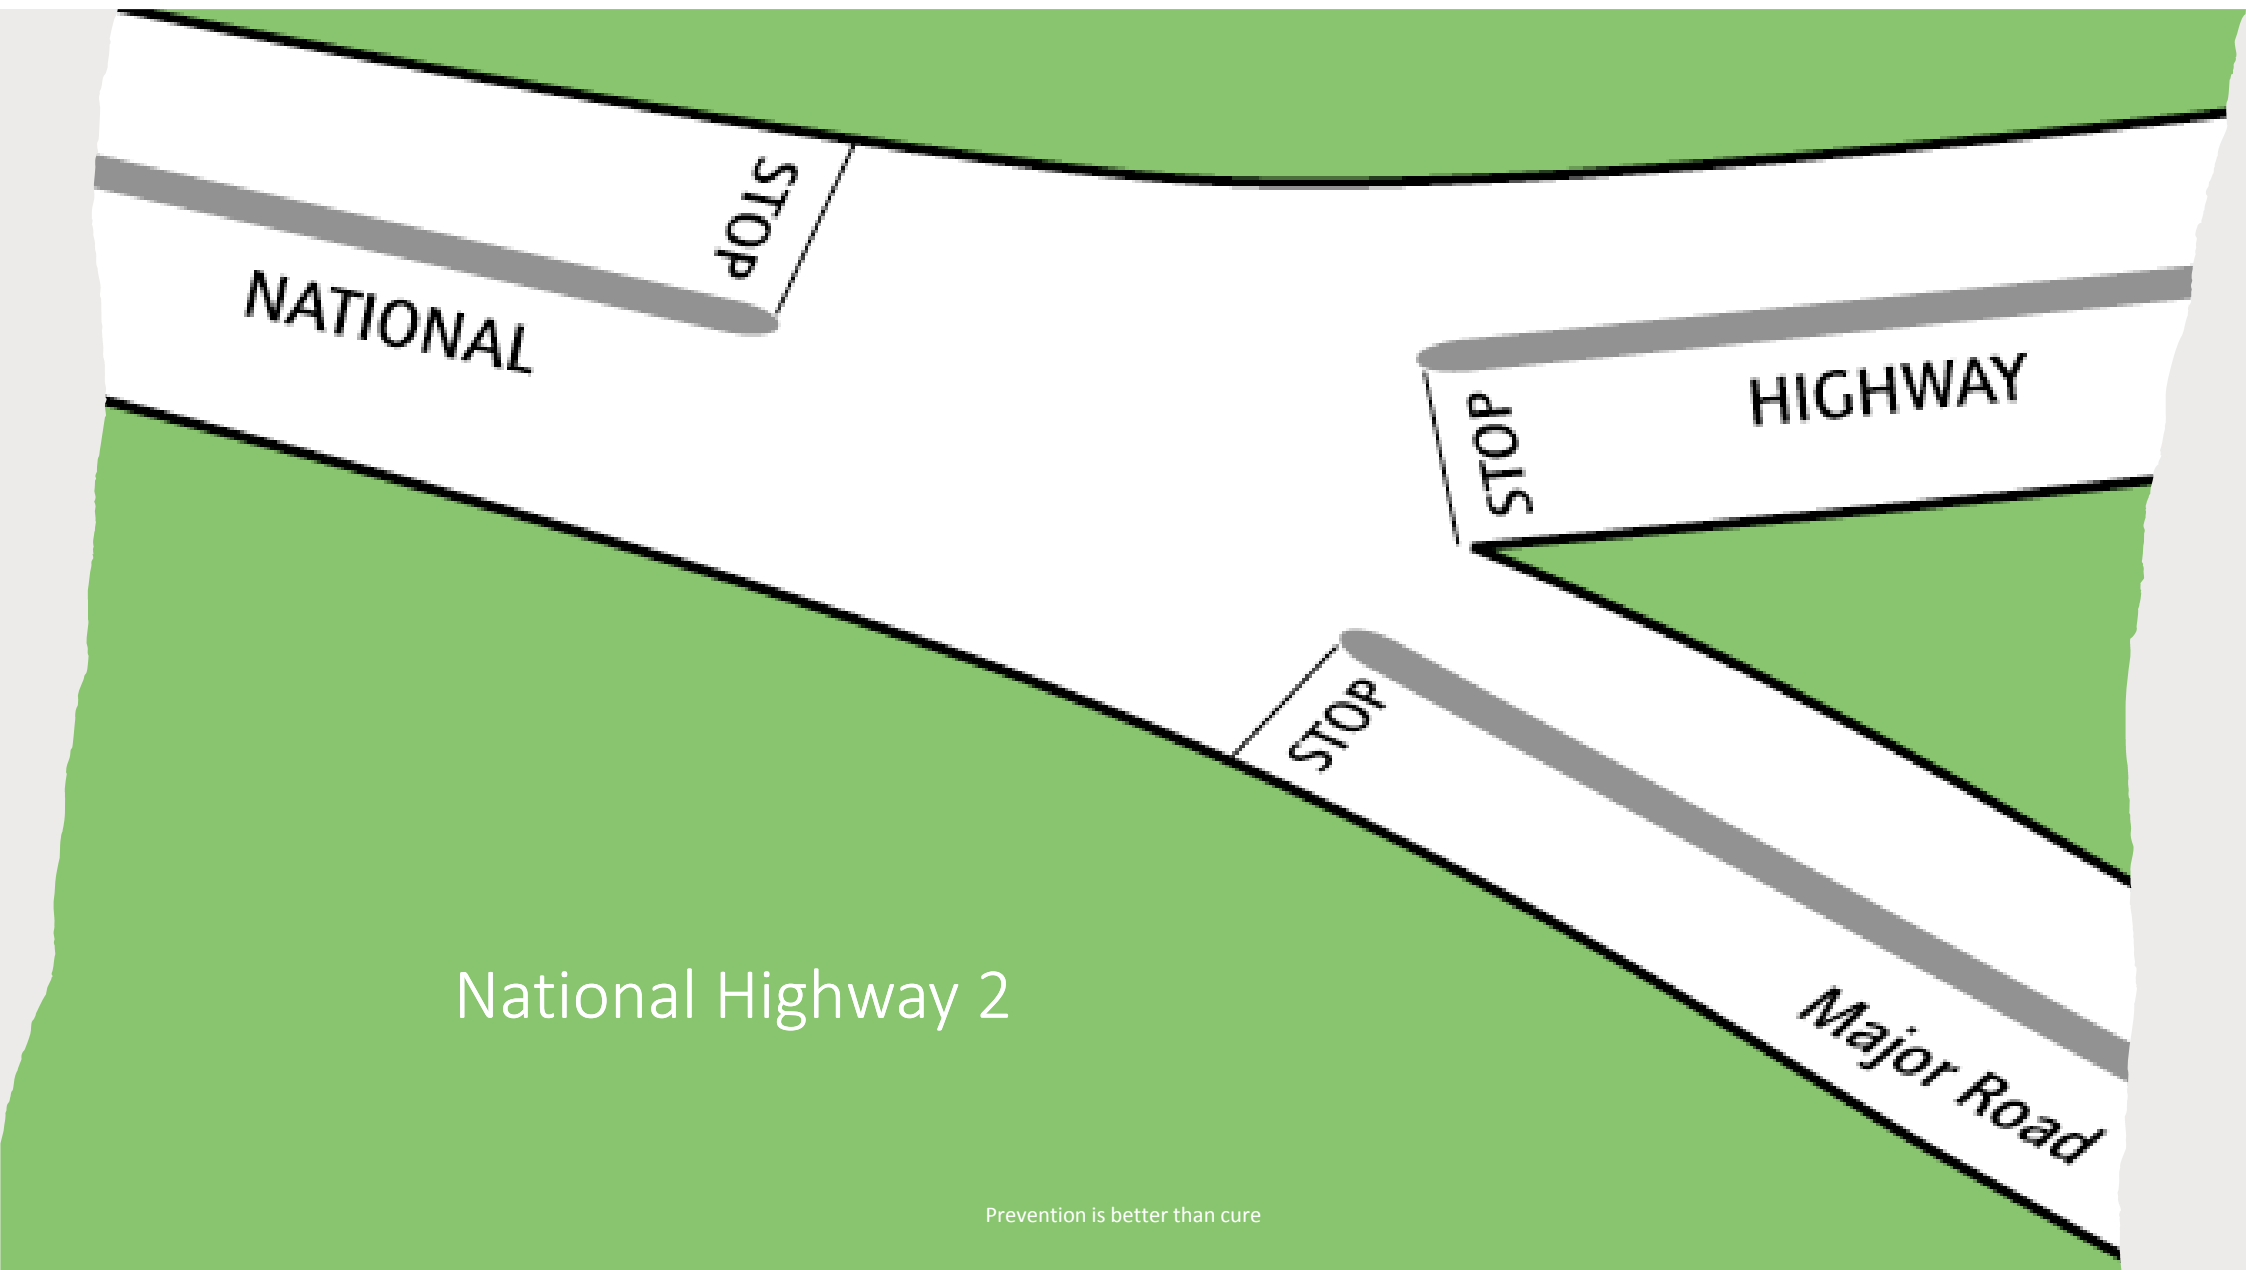 STOP
NATIONAL
HIGHWAY
STOP
STOP
Major Road
National Highway 2
Prevention is better than cure